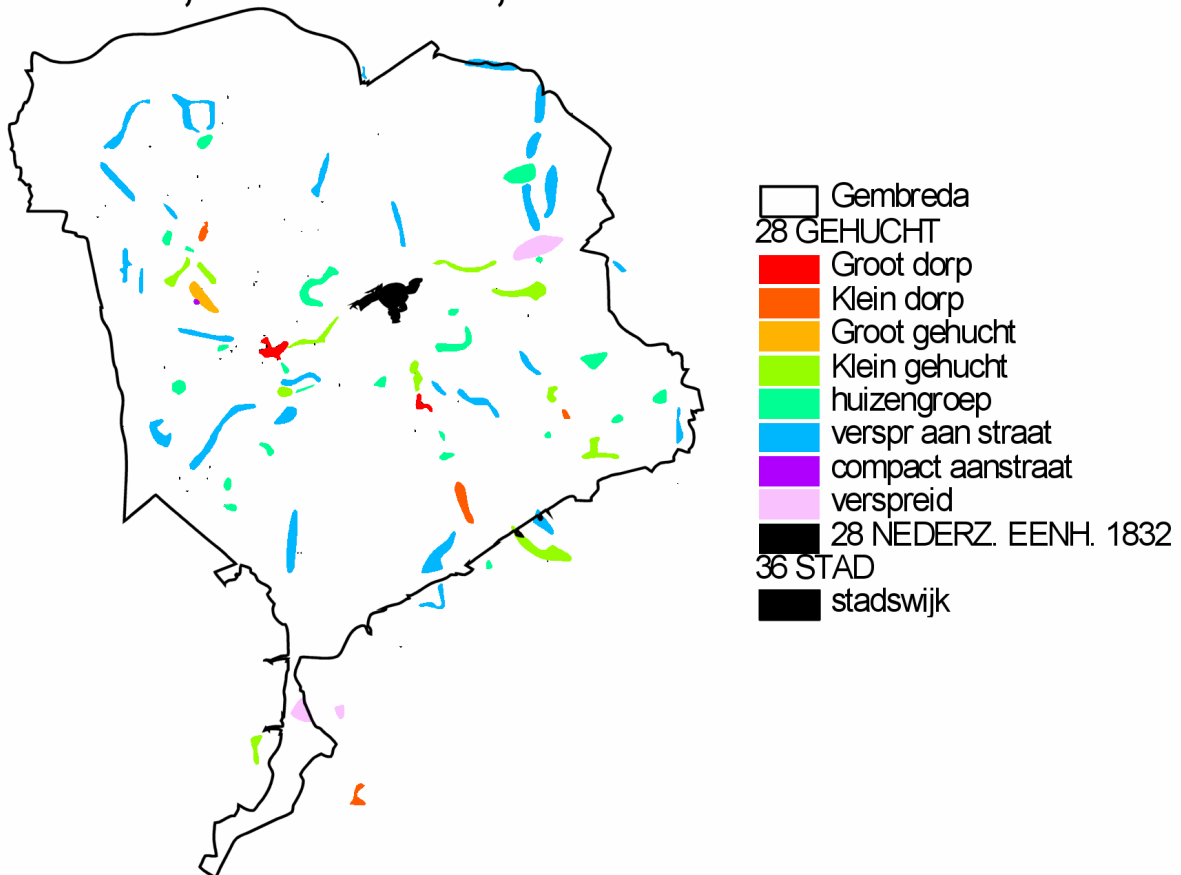 Gembreda
28 GEHUCHT
Groot dorp
Klein dorp
Groot gehucht
Klein gehucht
huizengroep
verspr aan straat
compact aanstraat
verspreid
28 NEDERZ. EENH. 1832
36 STAD
stadswijk